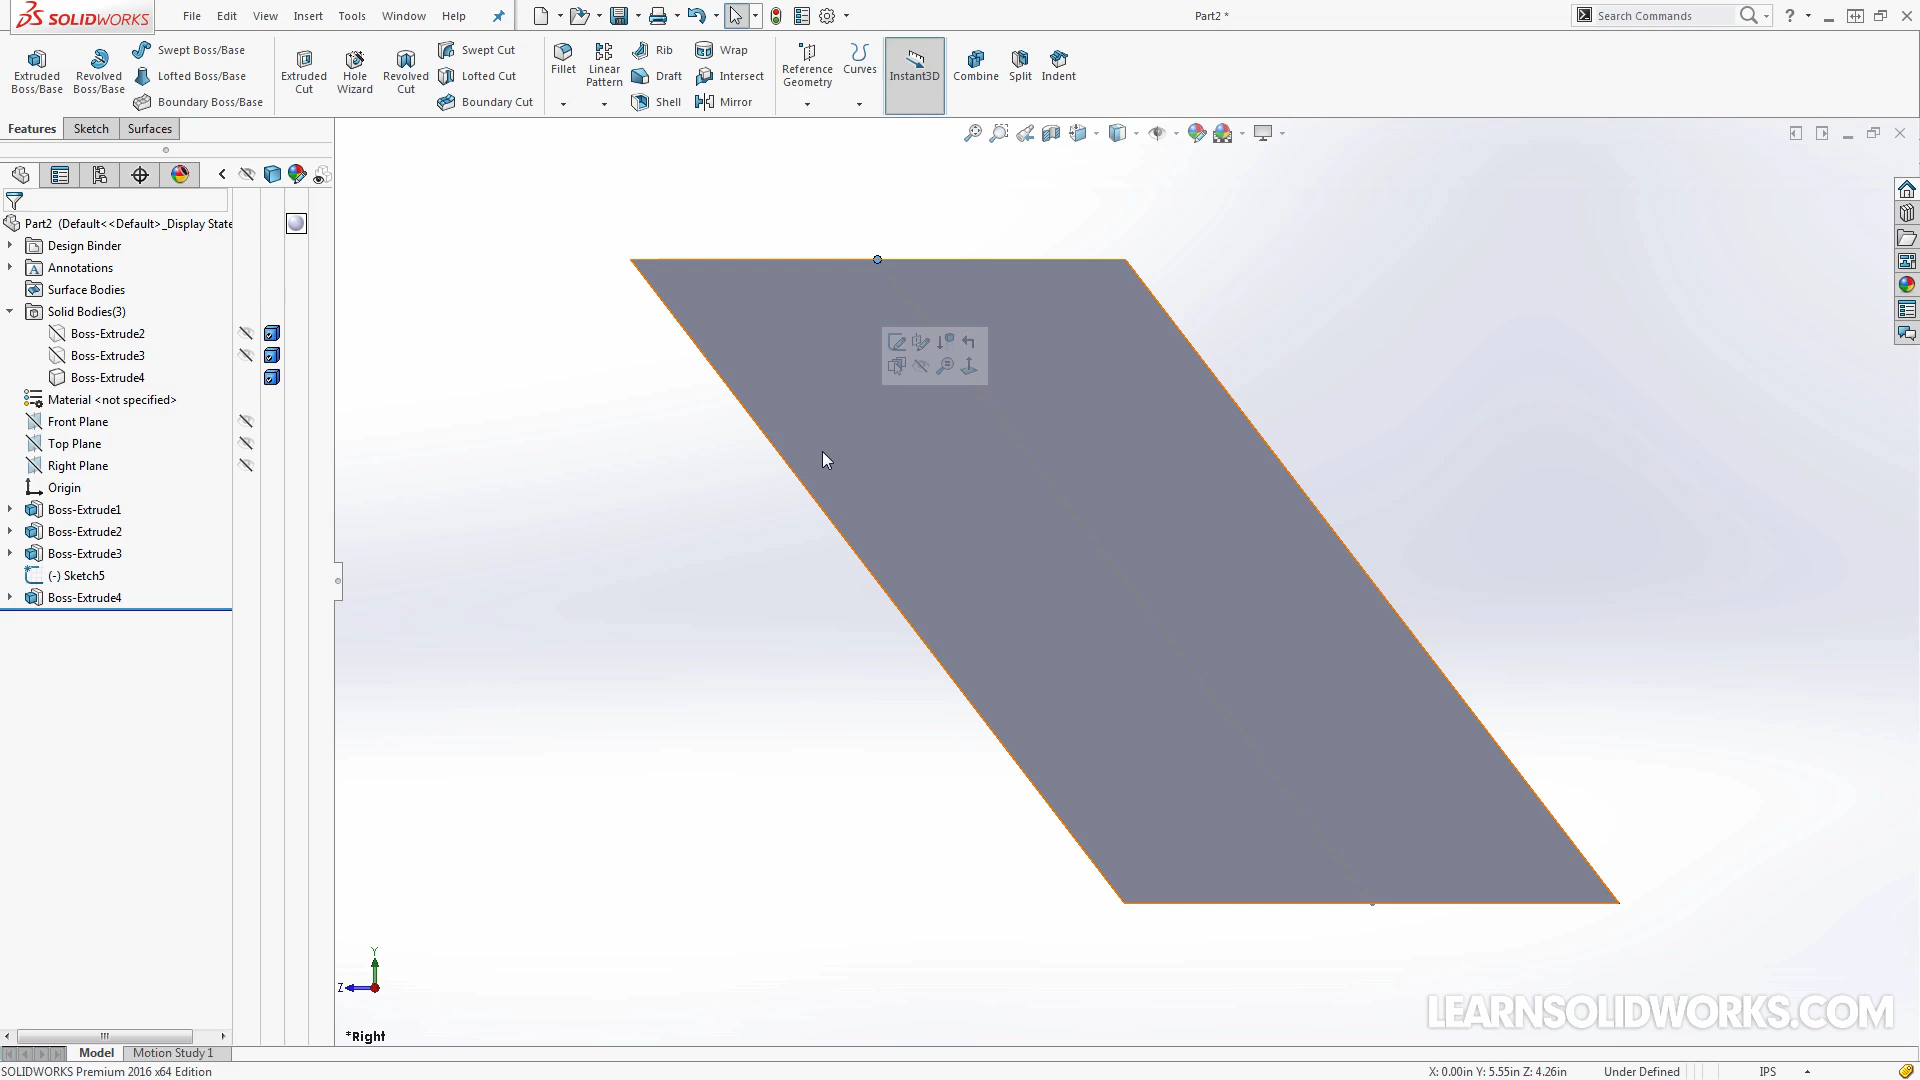 SOLIDWORKS
File Edit View Insert Tools Window Help
Part2 *
Search Commands
Extruded Boss/Base
Revolved Boss/Base
Swept Boss/Base
Lofted Boss/Base
Boundary Boss/Base
Extruded Cut
Hole Wizard
Revolved Cut
Swept Cut
Lofted Cut
Boundary Cut
Fillet
Linear Pattern
Rib
Draft
Shell
Wrap
Intersect
Mirror
Reference Geometry
Curves
Instant3D
Combine
Split
Indent
Features Sketch Surfaces
Part2 (Default<<Default>_Display State
Design Binder
Annotations
Surface Bodies
Solid Bodies(3)
Boss-Extrude2
Boss-Extrude3
Boss-Extrude4
Material <not specified>
Front Plane
Top Plane
Right Plane
Origin
Boss-Extrude1
Boss-Extrude2
Boss-Extrude3
(-) Sketch5
Boss-Extrude4
Y
Z
*Right
LEARNSOLIDWORKS.COM
Model Motion Study 1
SOLIDWORKS Premium 2016 x64 Edition
X: 0.00in Y: 5.55in Z: 4.26in Under Defined IPS